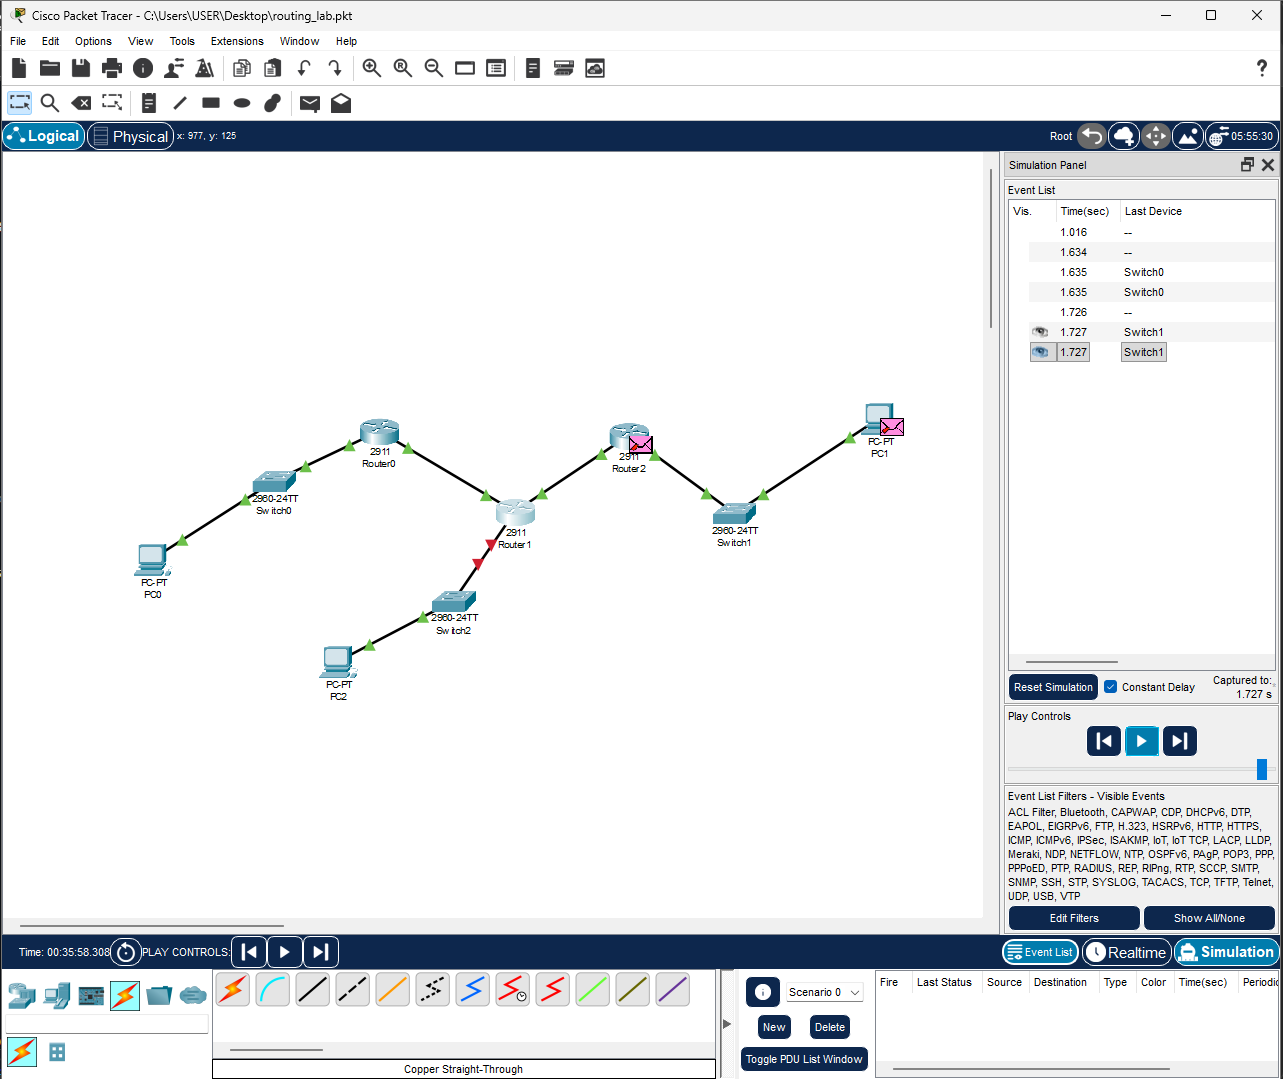 Cisco Packet Tracer - C:\Users\USER\Desktop\routing_lab.pkt
File Edit Options View Tools Extensions Window Help
?
Logical Physical x: 977, y: 125 Root 05:55:30
Simulation Panel
Event List
Vis. Time(sec) Last Device
1.016 --
1.634 --
1.635 Switch0
1.635 Switch0
1.726 --
1.727 Switch1
1.727 Switch1
2911
Router0
2911
Router2
PC-PT
PC1
2960-24TT
Switch0
2911
Router1
2960-24TT
Switch1
PC-PT
PC0
2960-24TT
Switch2
PC-PT
PC2
Reset Simulation Constant Delay Captured to:
1.727 s
Play Controls
Event List Filters - Visible Events
ACL Filter, Bluetooth, CAPWAP, CDP, DHCPv6, DTP,
EAPOL, EIGRPv6, FTP, H.323, HSRPv6, HTTP, HTTPS,
ICMP, ICMPv6, IPSec, ISAKMP, IoT, IoT TCP, LACP, LLDP,
Meraki, NDP, NETFLOW, NTP, OSPFv6, PAgP, POP3, PPP,
PPPoED, PTP, RADIUS, REP, RIPng, RTP, SCCP, SMTP,
SNMP, SSH, STP, SYSLOG, TACACS, TCP, TFTP, Telnet,
UDP, USB, VTP
Edit Filters Show All/None
Time: 00:35:58.308 PLAY CONTROLS: Event List Realtime Simulation
Scenario 0
New Delete
Toggle PDU List Window
Fire Last Status Source Destination Type Color Time(sec) Periodic
Copper Straight-Through